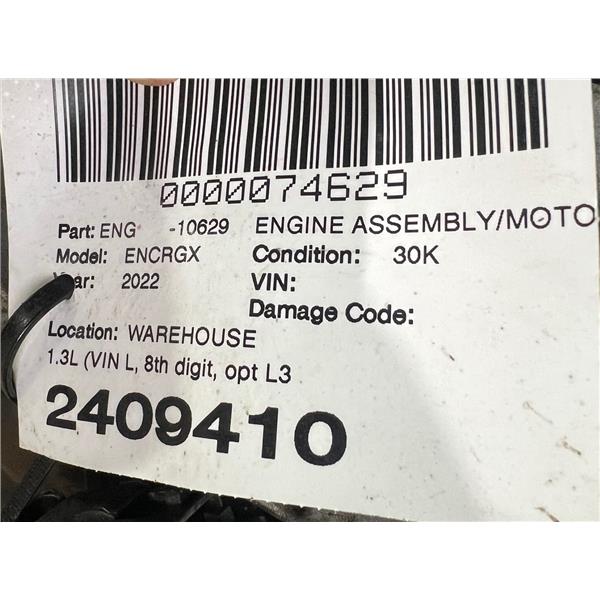 0000074629
Part: ENG -10629 ENGINE ASSEMBLY/MOTO
Model: ENCRGX Condition: 30K
Year: 2022 VIN:
Damage Code:
Location: WAREHOUSE
1.3L (VIN L, 8th digit, opt L3
2409410